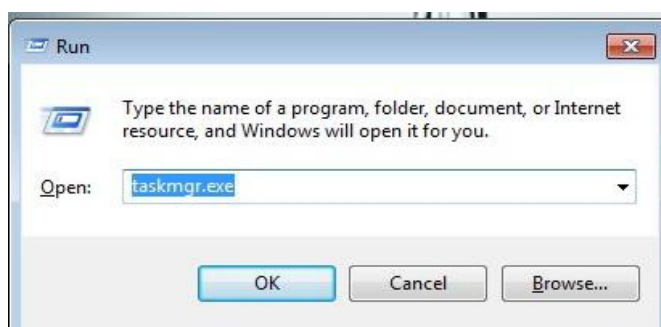 Run
Type the name of a program, folder, document, or Internet
resource, and Windows will open it for you.
Open: taskmgr.exe
OK Cancel Browse...